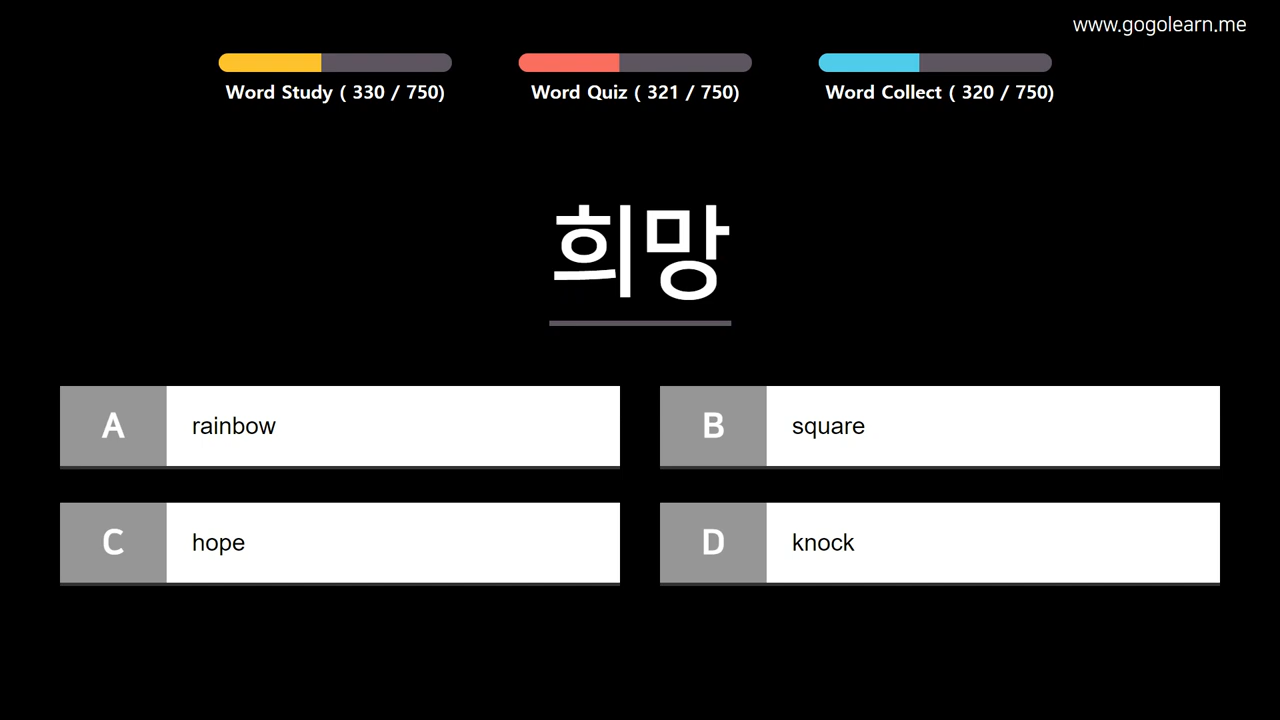 www.gogolearn.me
Word Study ( 330 / 750)
Word Quiz ( 321 / 750)
Word Collect ( 320 / 750)
희망
A rainbow
B square
C hope
D knock